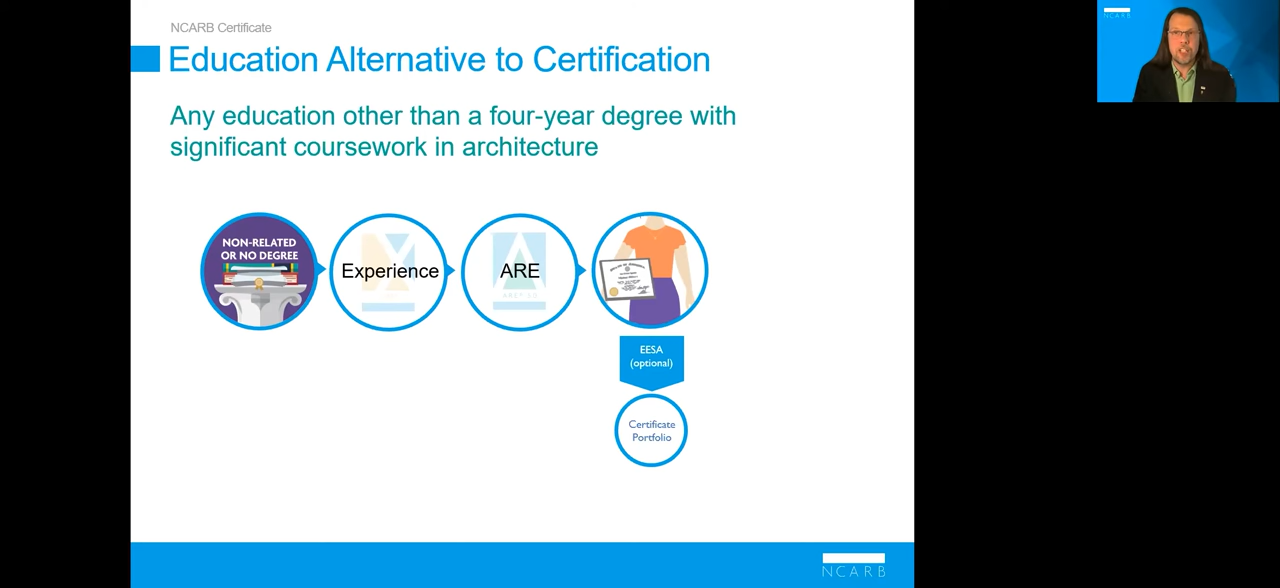 NCARB Certificate
Education Alternative to Certification
Any education other than a four-year degree with
significant coursework in architecture
NON-RELATED
OR NO DEGREE
Experience
ARE
EESA
(optional)
Certificate
Portfolio
NCARB
NCARB